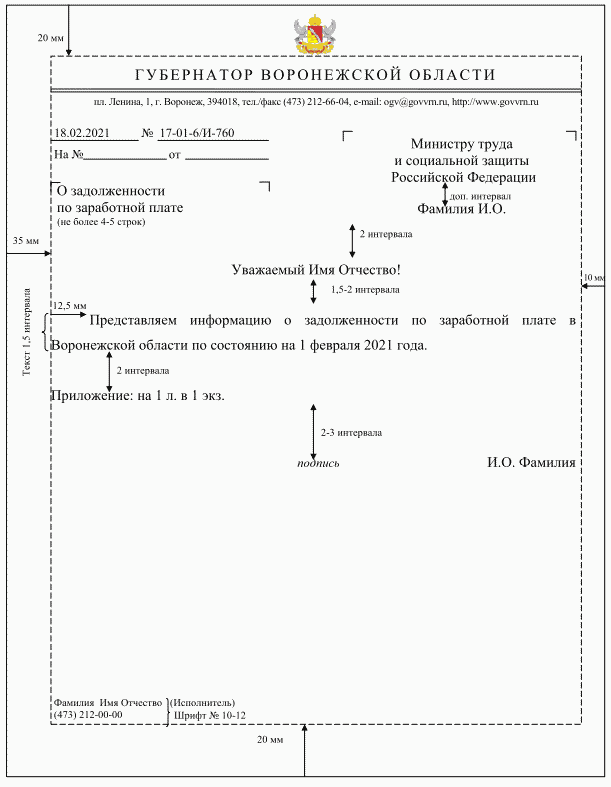 20 мм
ГУБЕРНАТОР ВОРОНЕЖСКОЙ ОБЛАСТИ
пл. Ленина, 1, г. Воронеж, 394018, тел./факс (473) 212-66-04, e-mail: ogv@govvrn.ru, http://www.govvrn.ru
18.02.2021 № 17-01-6/И-760
На №____________ от ____________
Министру труда
и социальной защиты
Российской Федерации
доп. интервал
Фамилия И.О.
О задолженности
по заработной плате
(не более 4-5 строк)
2 интервала
35 мм
Уважаемый Имя Отчество!
10 мм
1,5-2 интервала
12,5 мм
Текст 1,5 интервала
Представляем информацию о задолженности по заработной плате в
Воронежской области по состоянию на 1 февраля 2021 года.
2 интервала
Приложение: на 1 л. в 1 экз.
2-3 интервала
подпись И.О. Фамилия
Фамилия Имя Отчество (Исполнитель)
(473) 212-00-00 Шрифт № 10-12
20 мм